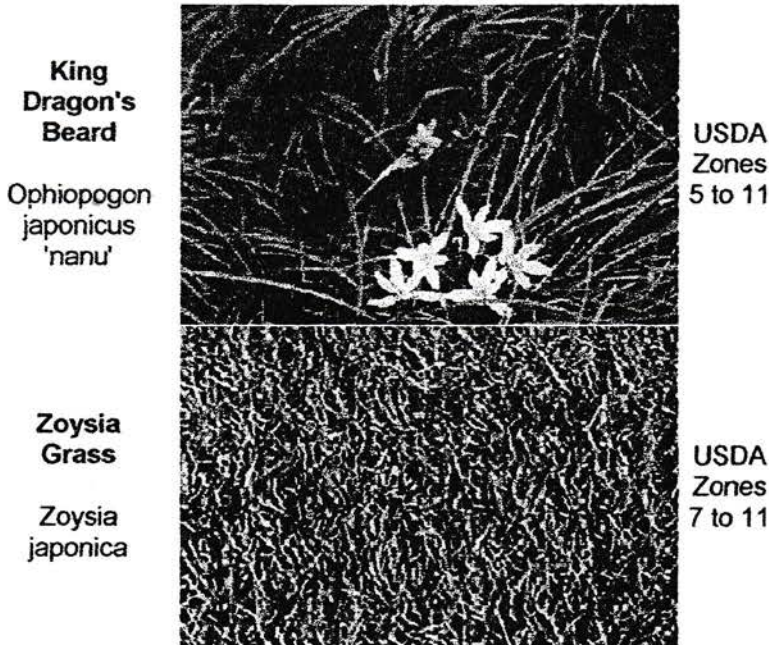 King
Dragon's
Beard
Ophiopogon
japonicus
'nanu'
USDA
Zones
5 to 11
Zoysia
Grass
Zoysia
japonica
USDA
Zones
7 to 11